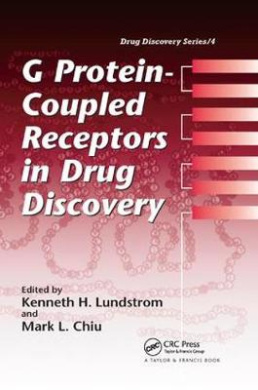 Drug Discovery Series/4
G Protein-
Coupled
Receptors
in Drug
Discovery
Edited by
Kenneth H. Lundstrom
and
Mark L. Chiu
CRC Press
Taylor & Francis Group
A TAYLOR & FRANCIS BOOK